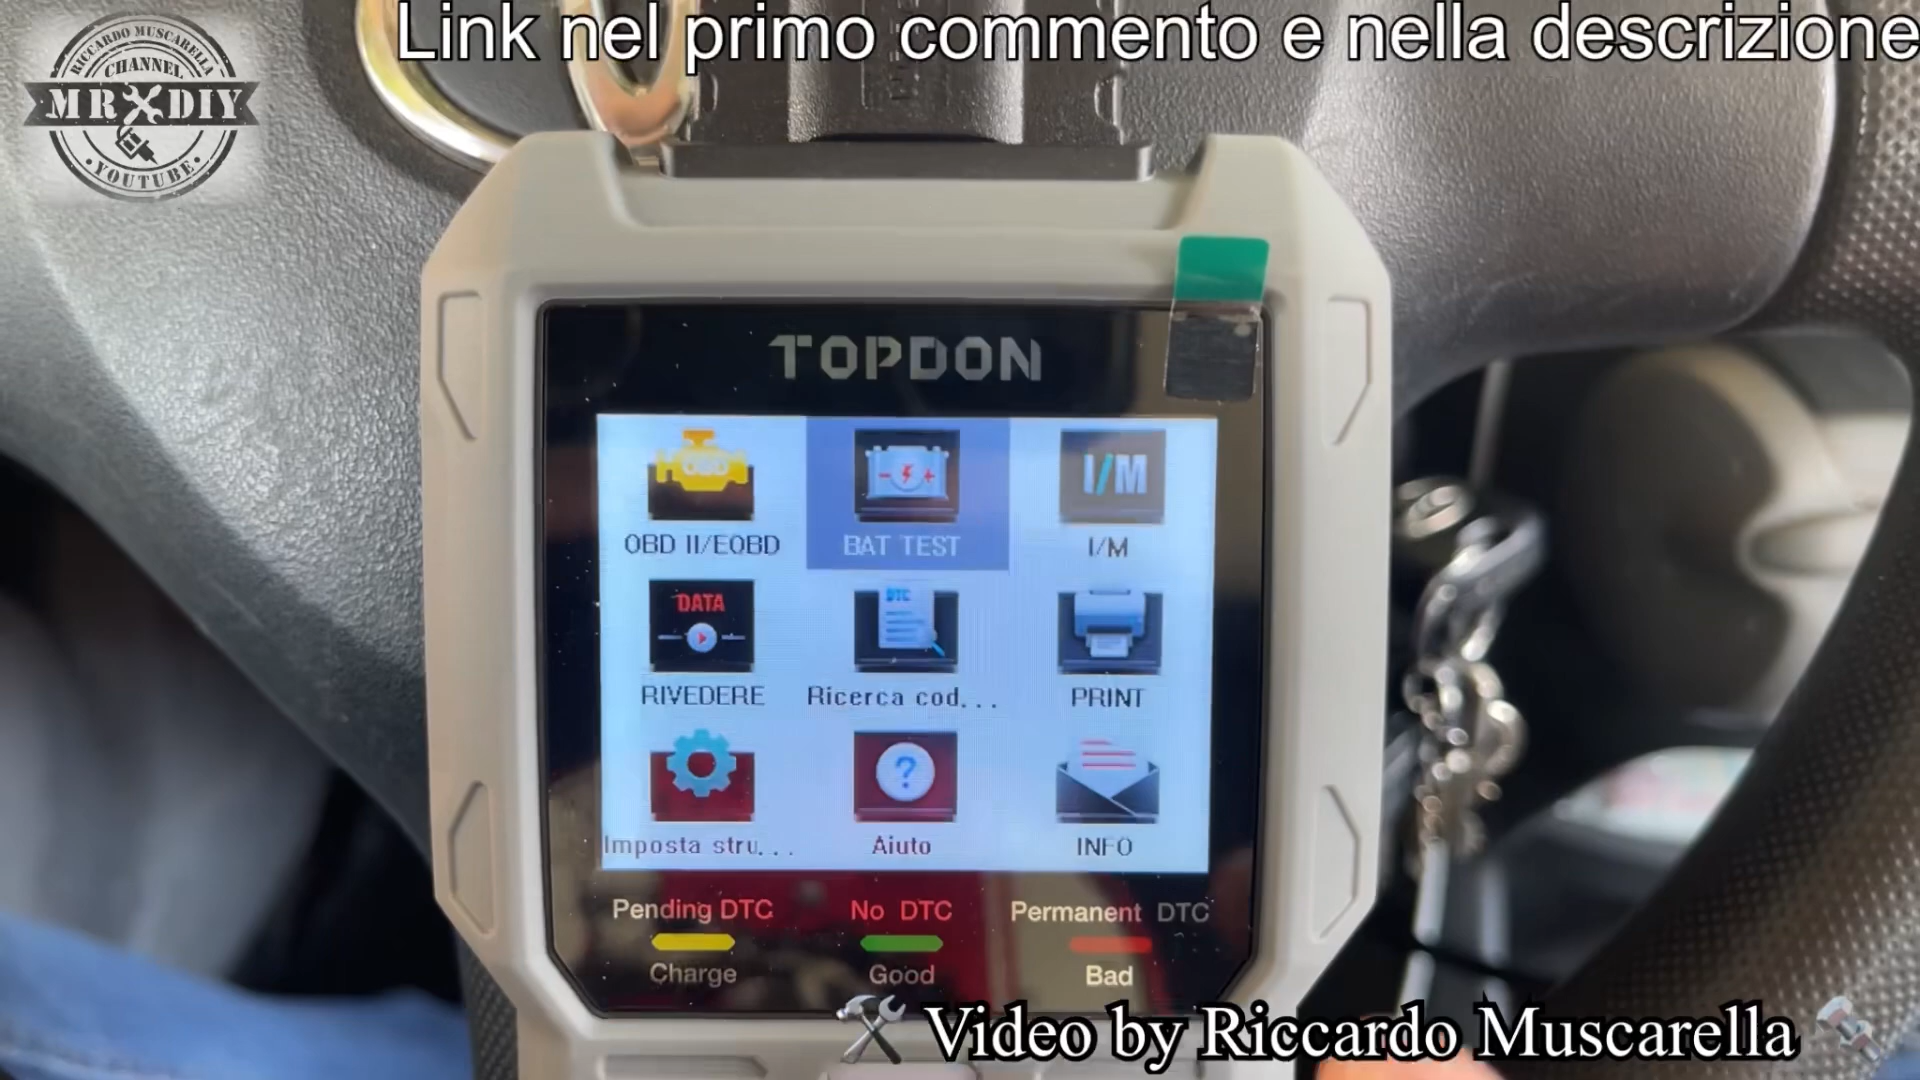 Link nel primo commento e nella descrizione
RICCARDO MUSCARELLA
CHANNEL
MR DIY
YOUTUBE
TOPDON
OBD
I/M
OBD II/EOBD
BAT TEST
I/M
DATA
DTC
RIVEDERE
Ricerca cod...
PRINT
?
Imposta stru...
Aiuto
INFO
Pending DTC
No DTC
Permanent DTC
Charge
Good
Bad
Video by Riccardo Muscarella